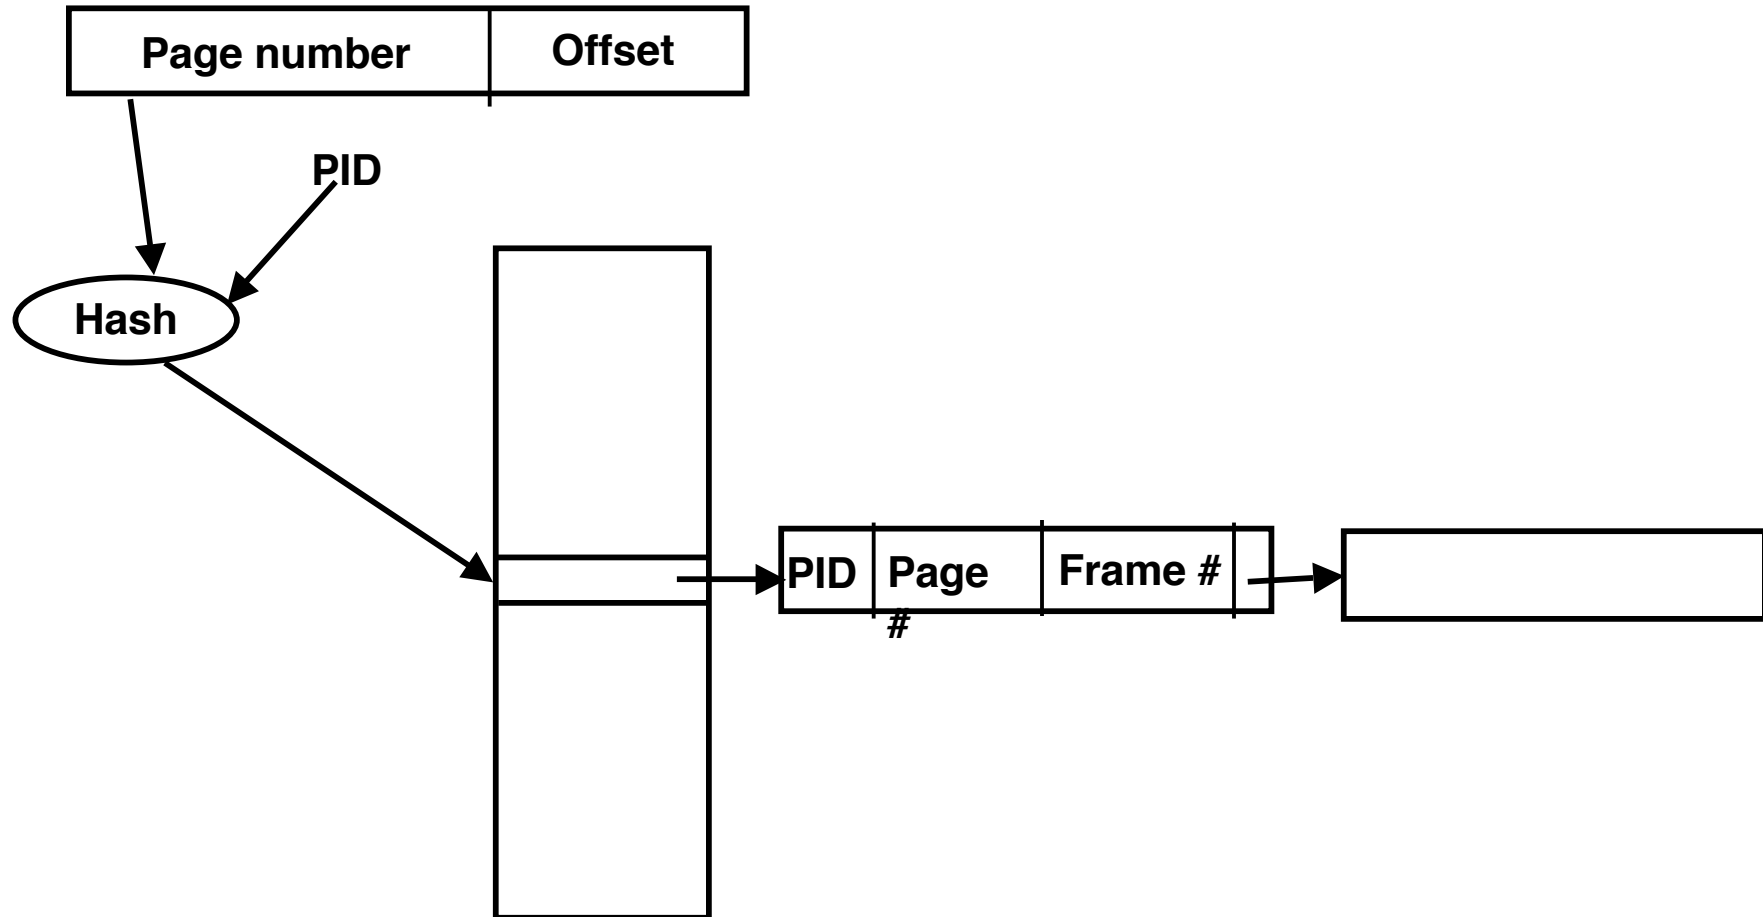 Page number Offset
PID
Hash
PID Page Frame #
#